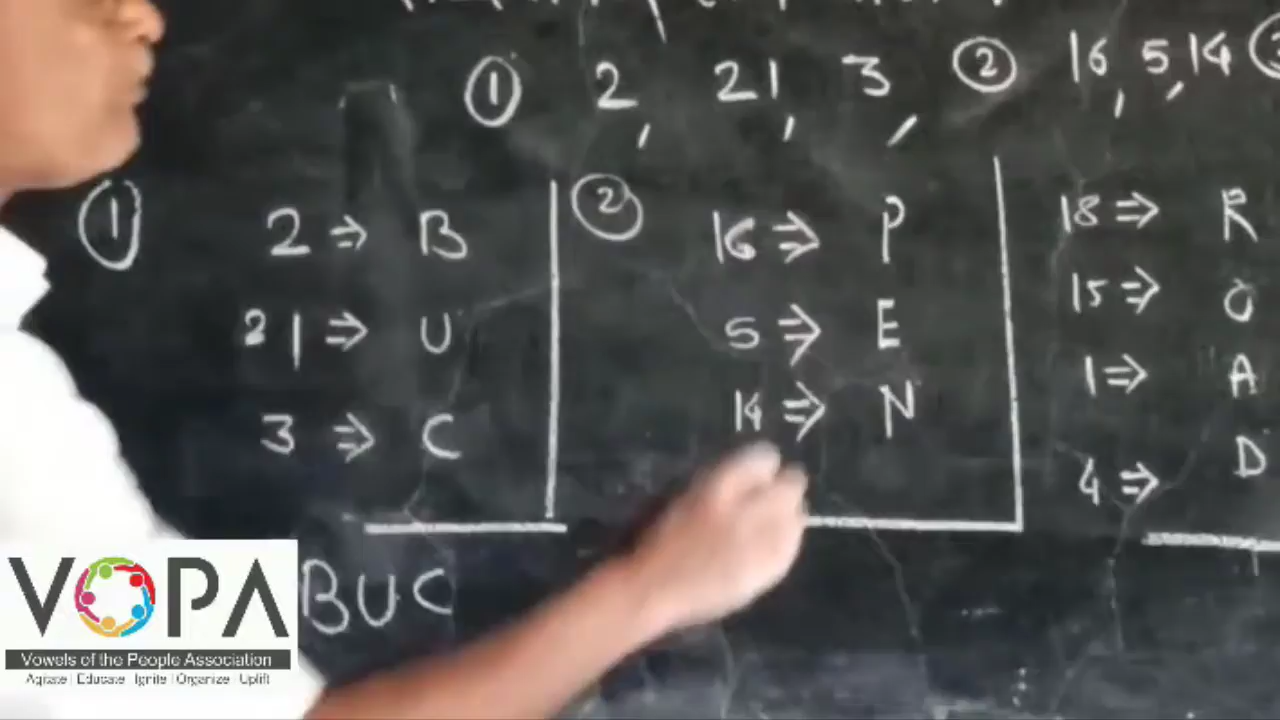 ① 2, 21, 3, ② 16, 5, 14
①
2 ⇒ B
21 ⇒ U
3 ⇒ C
BUC
②
16 ⇒ P
5 ⇒ E
14 ⇒ N
18 ⇒ R
15 ⇒ O
1 ⇒ A
4 ⇒ D
VOPA
Vowels of the People Association
Agitate | Educate | Ignite | Organize | Uplift